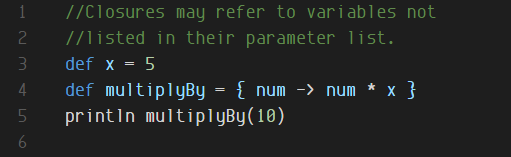 1 //Closures may refer to variables not
2 //listed in their parameter list.
3 def x = 5
4 def multiplyBy = { num -> num * x }
5 println multiplyBy(10)
6